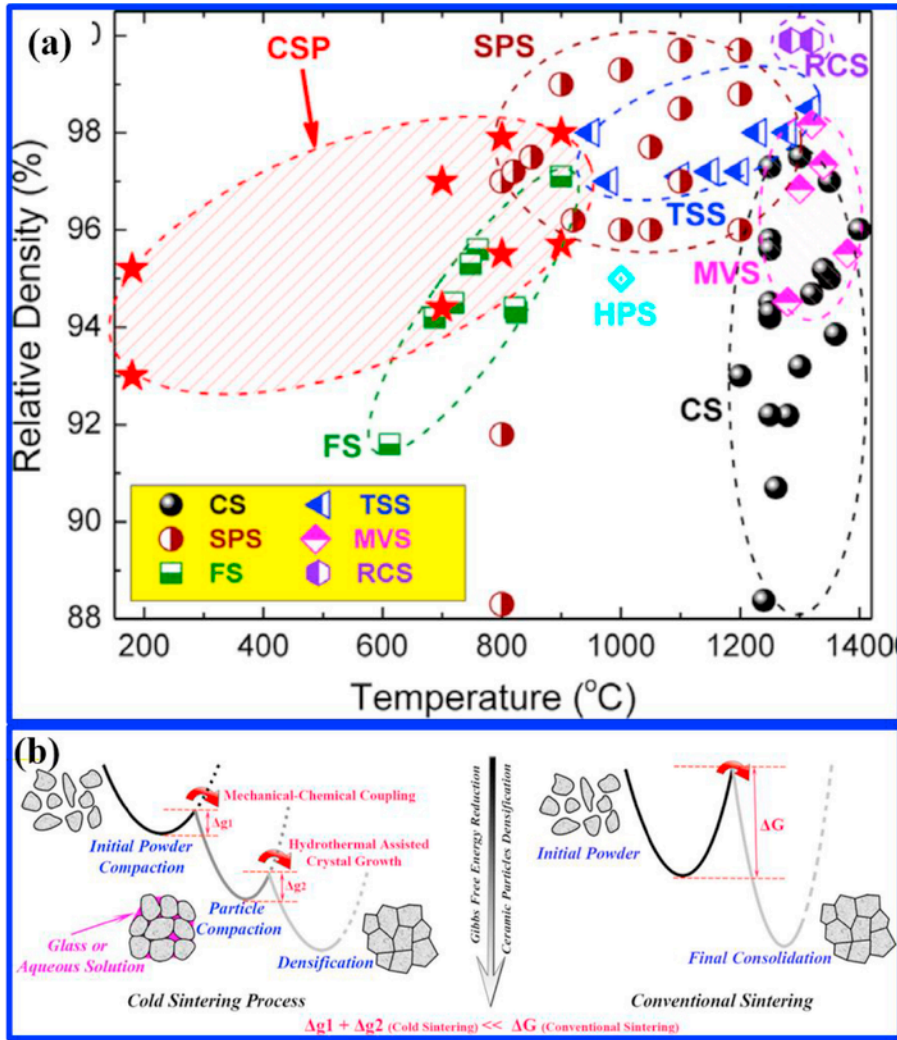 (a)
CSP
SPS
RCS
TSS
MVS
HPS
CS
FS
CS
TSS
SPS
MVS
FS
RCS
98
96
94
92
90
88
Relative Density (%)
200
400
600
800
1000
1200
1400
Temperature (°C)
(b)
Mechanical-Chemical Coupling
Δg1
Initial Powder
Compaction
Hydrothermal Assisted
Crystal Growth
Δg2
Particle
Compaction
Glass or
Aqueous Solution
Densification
Cold Sintering Process
Gibbs Free Energy Reduction
Ceramic Particles Densification
ΔG
Initial Powder
Final Consolidation
Conventional Sintering
Δg1 + Δg2 (Cold Sintering) << ΔG (Conventional Sintering)